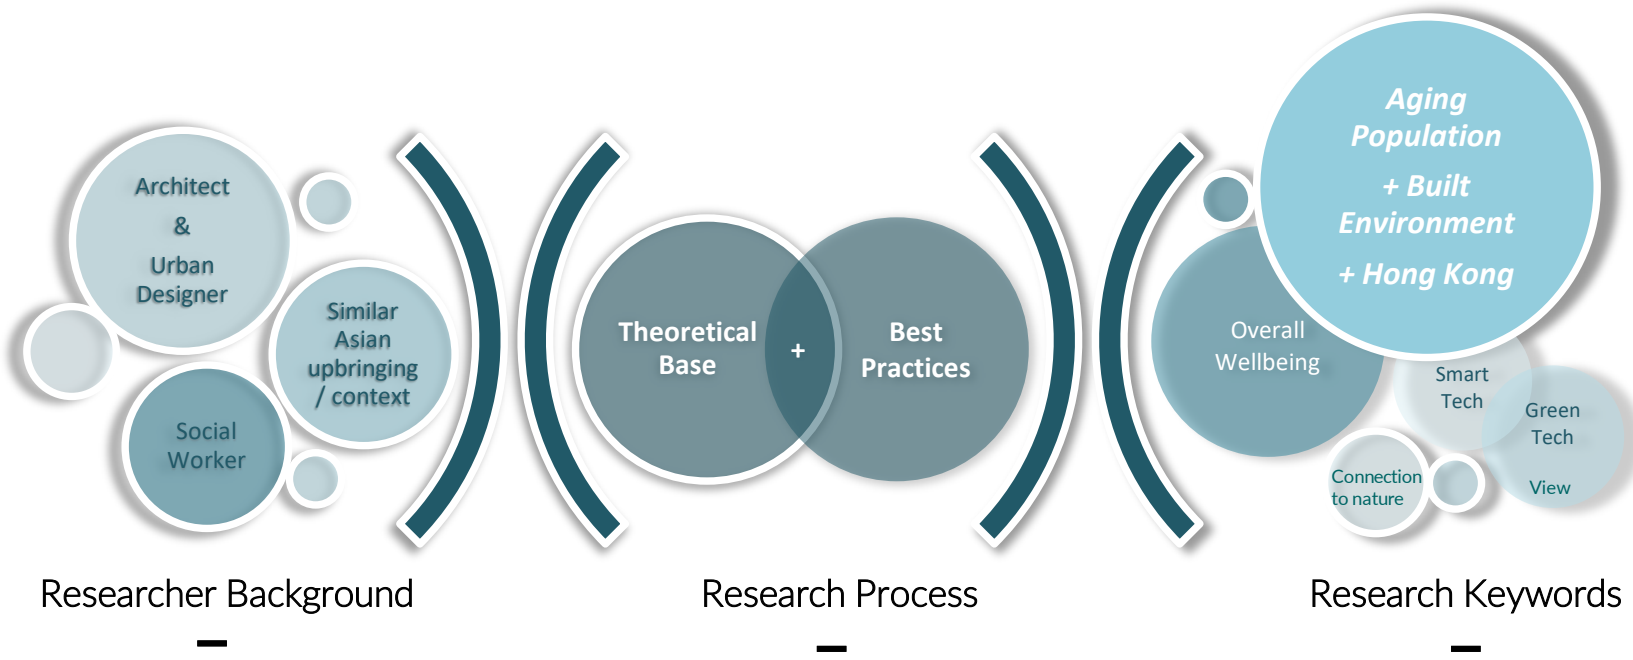 Architect
&
Urban
Designer
Similar
Asian
upbringing
/ context
Social
Worker
Researcher Background
Theoretical
Base
+
Best
Practices
Research Process
Aging
Population
+ Built
Environment
+ Hong Kong
Overall
Wellbeing
Smart
Tech
Green
Tech
View
Connection
to nature
Research Keywords